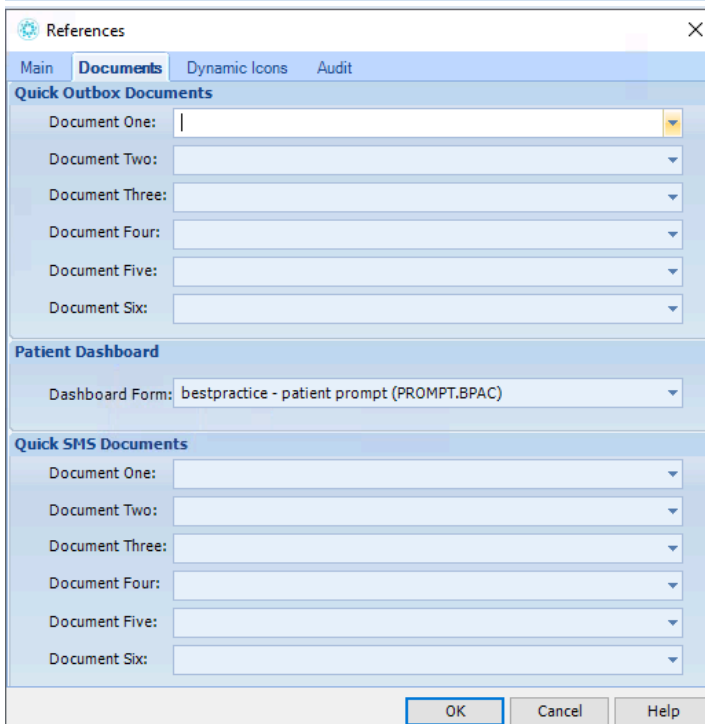 References
Main Documents Dynamic Icons Audit
Quick Outbox Documents
Document One:
Document Two:
Document Three:
Document Four:
Document Five:
Document Six:
Patient Dashboard
Dashboard Form: bestpractice - patient prompt (PROMPT.BPAC)
Quick SMS Documents
Document One:
Document Two:
Document Three:
Document Four:
Document Five:
Document Six:
OK Cancel Help